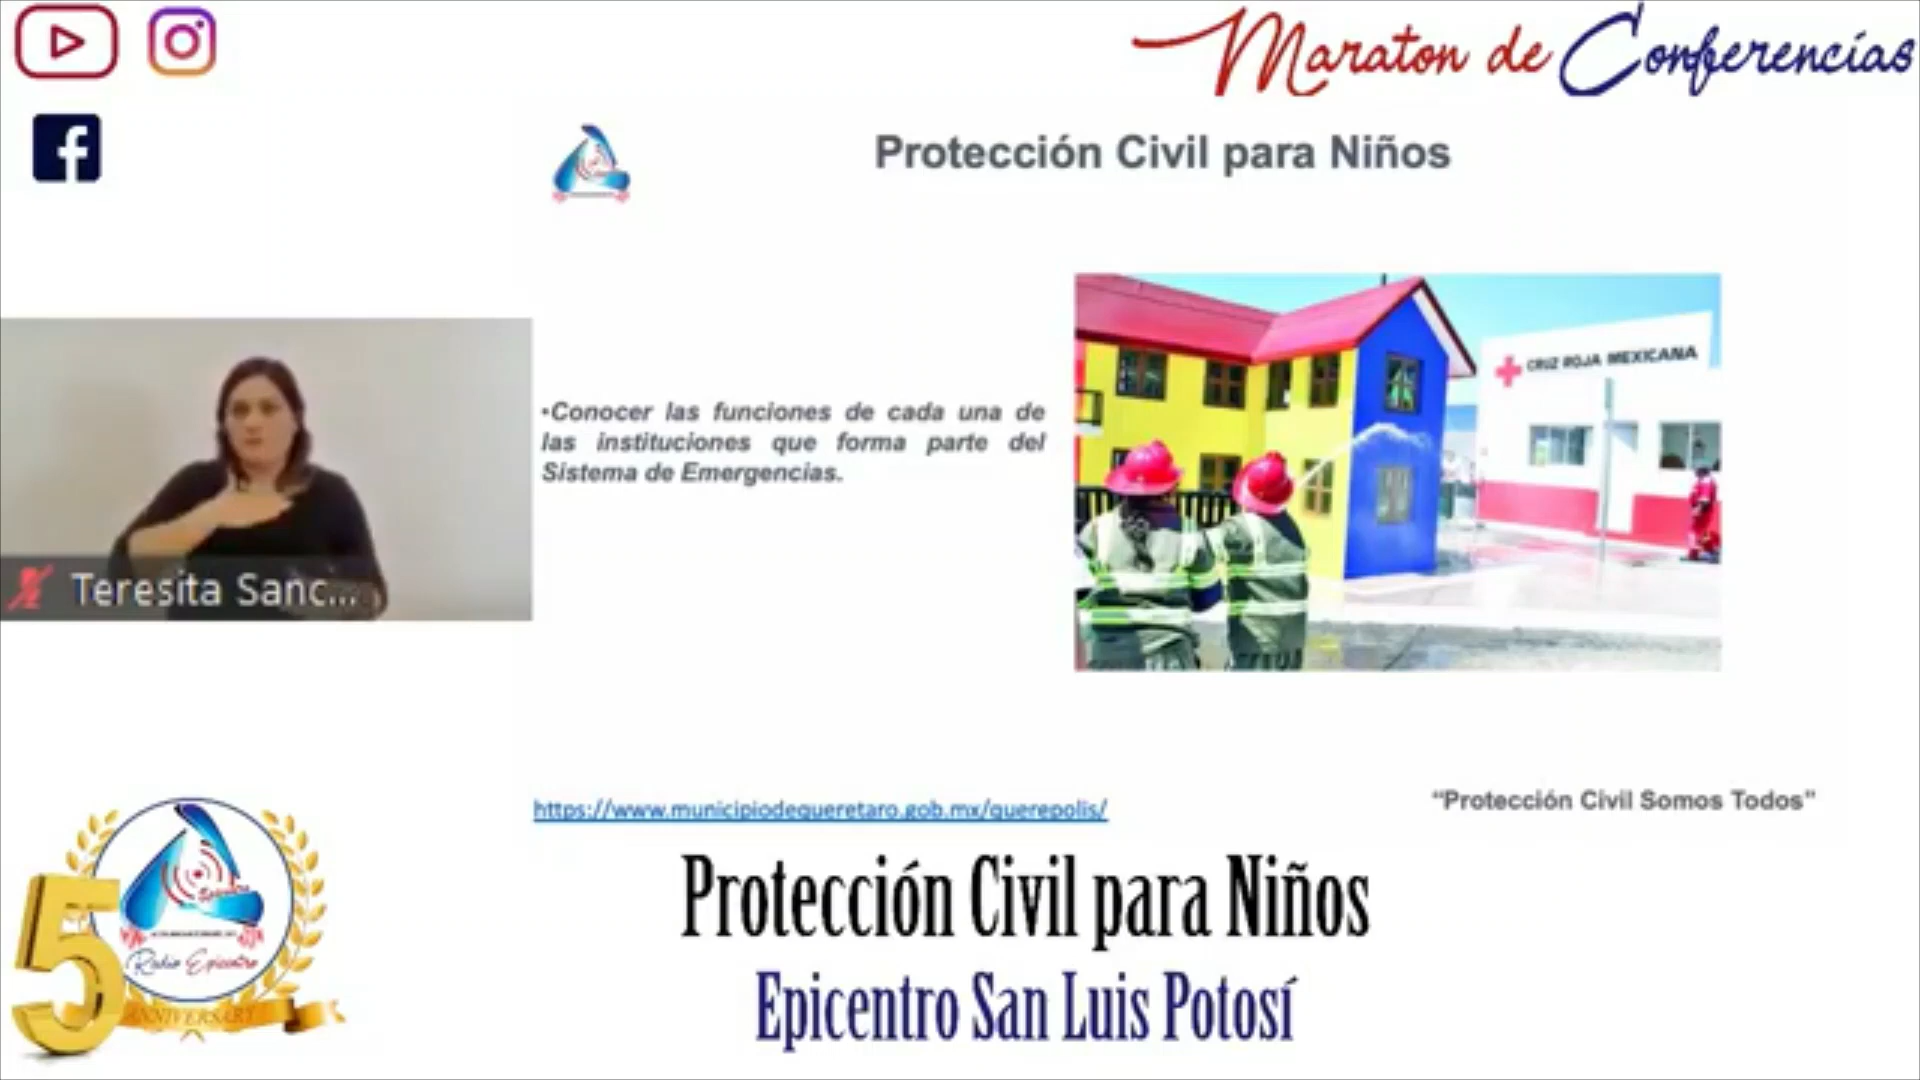 Maraton de Conferencías
Protección Civil para Niños
•Conocer las funciones de cada una de
las instituciones que forma parte del
Sistema de Emergencias.
CRUZ ROJA MEXICANA
Teresita Sanc...
https://www.municipiodequeretaro.gob.mx/querepolis/
“Protección Civil Somos Todos”
5
Radio Epicentro
ANNIVERSARY
Protección Civil para Niños
Epicentro San Luis Potosí